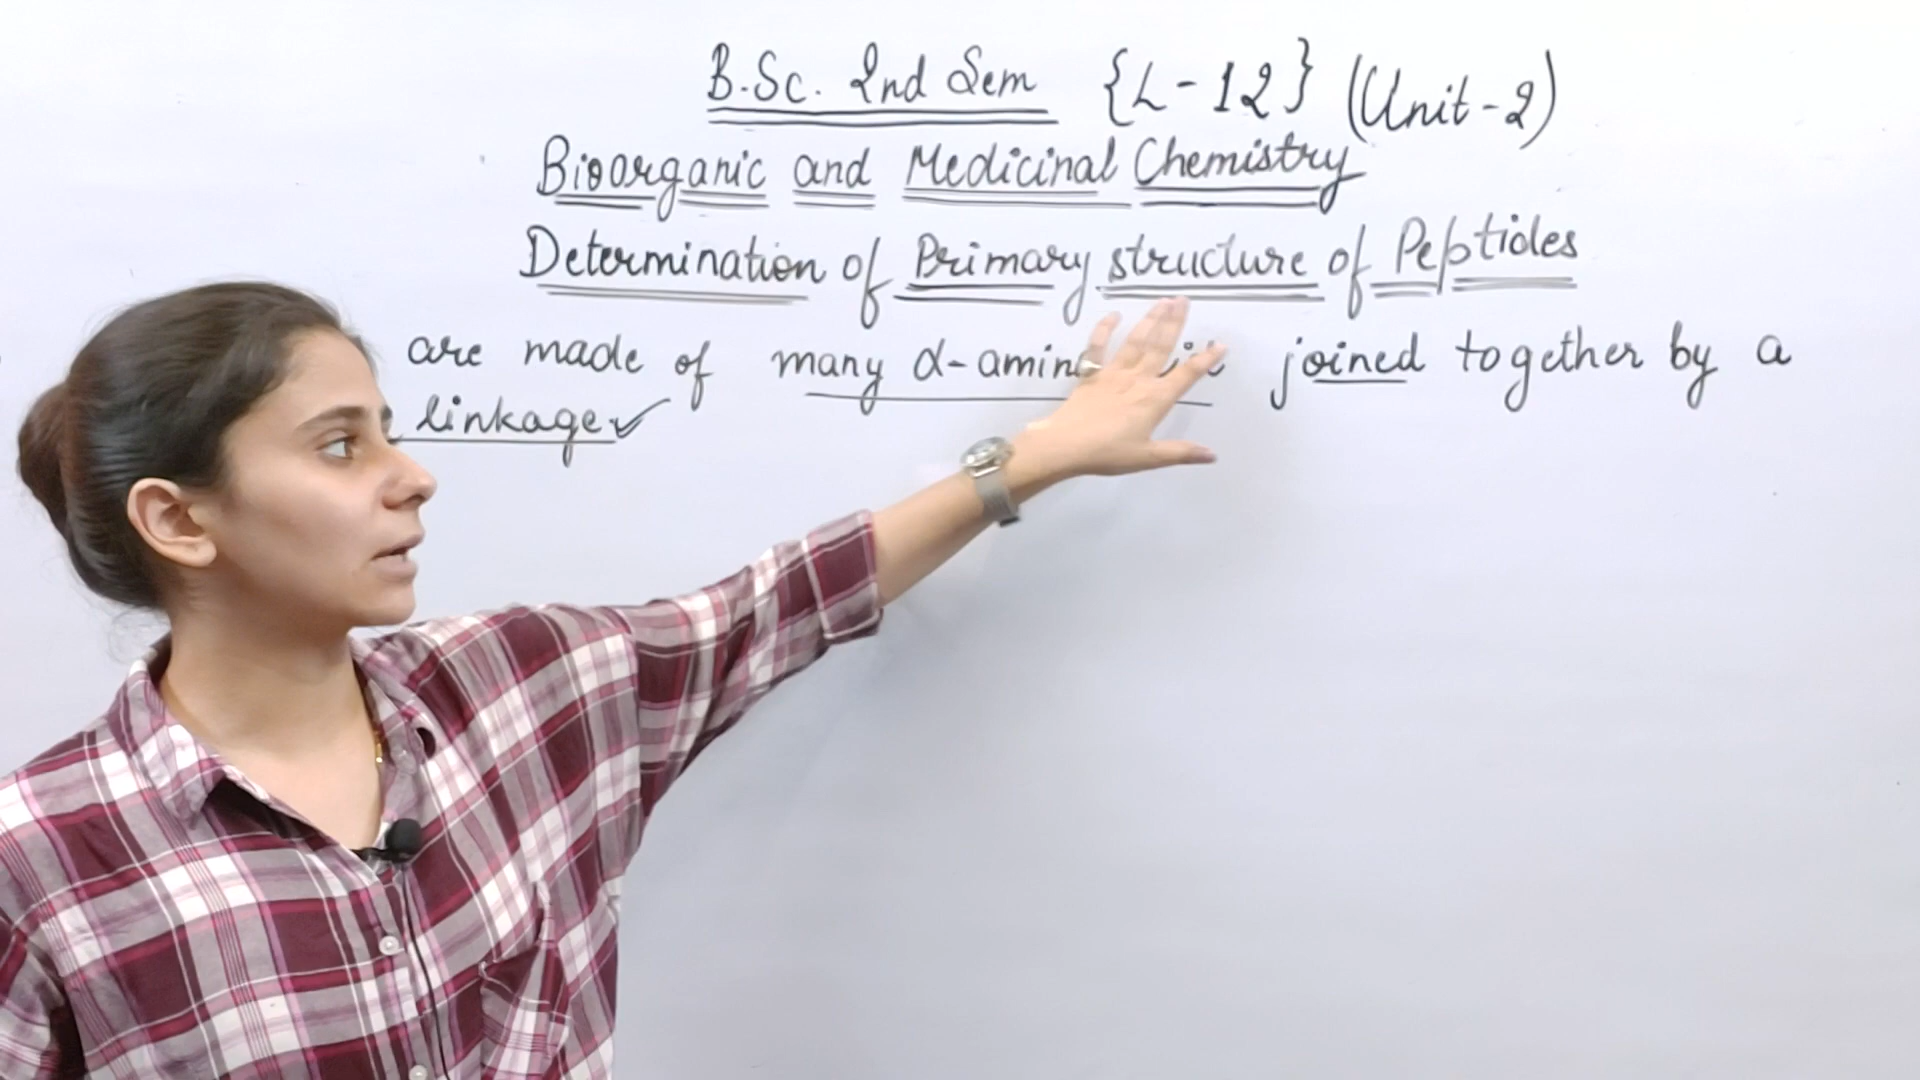 B.Sc. 2nd Sem {L-12} (Unit-2)
Bioorganic and Medicinal Chemistry
Determination of Primary structure of Peptides
are made of many α- joined together by a
linkage